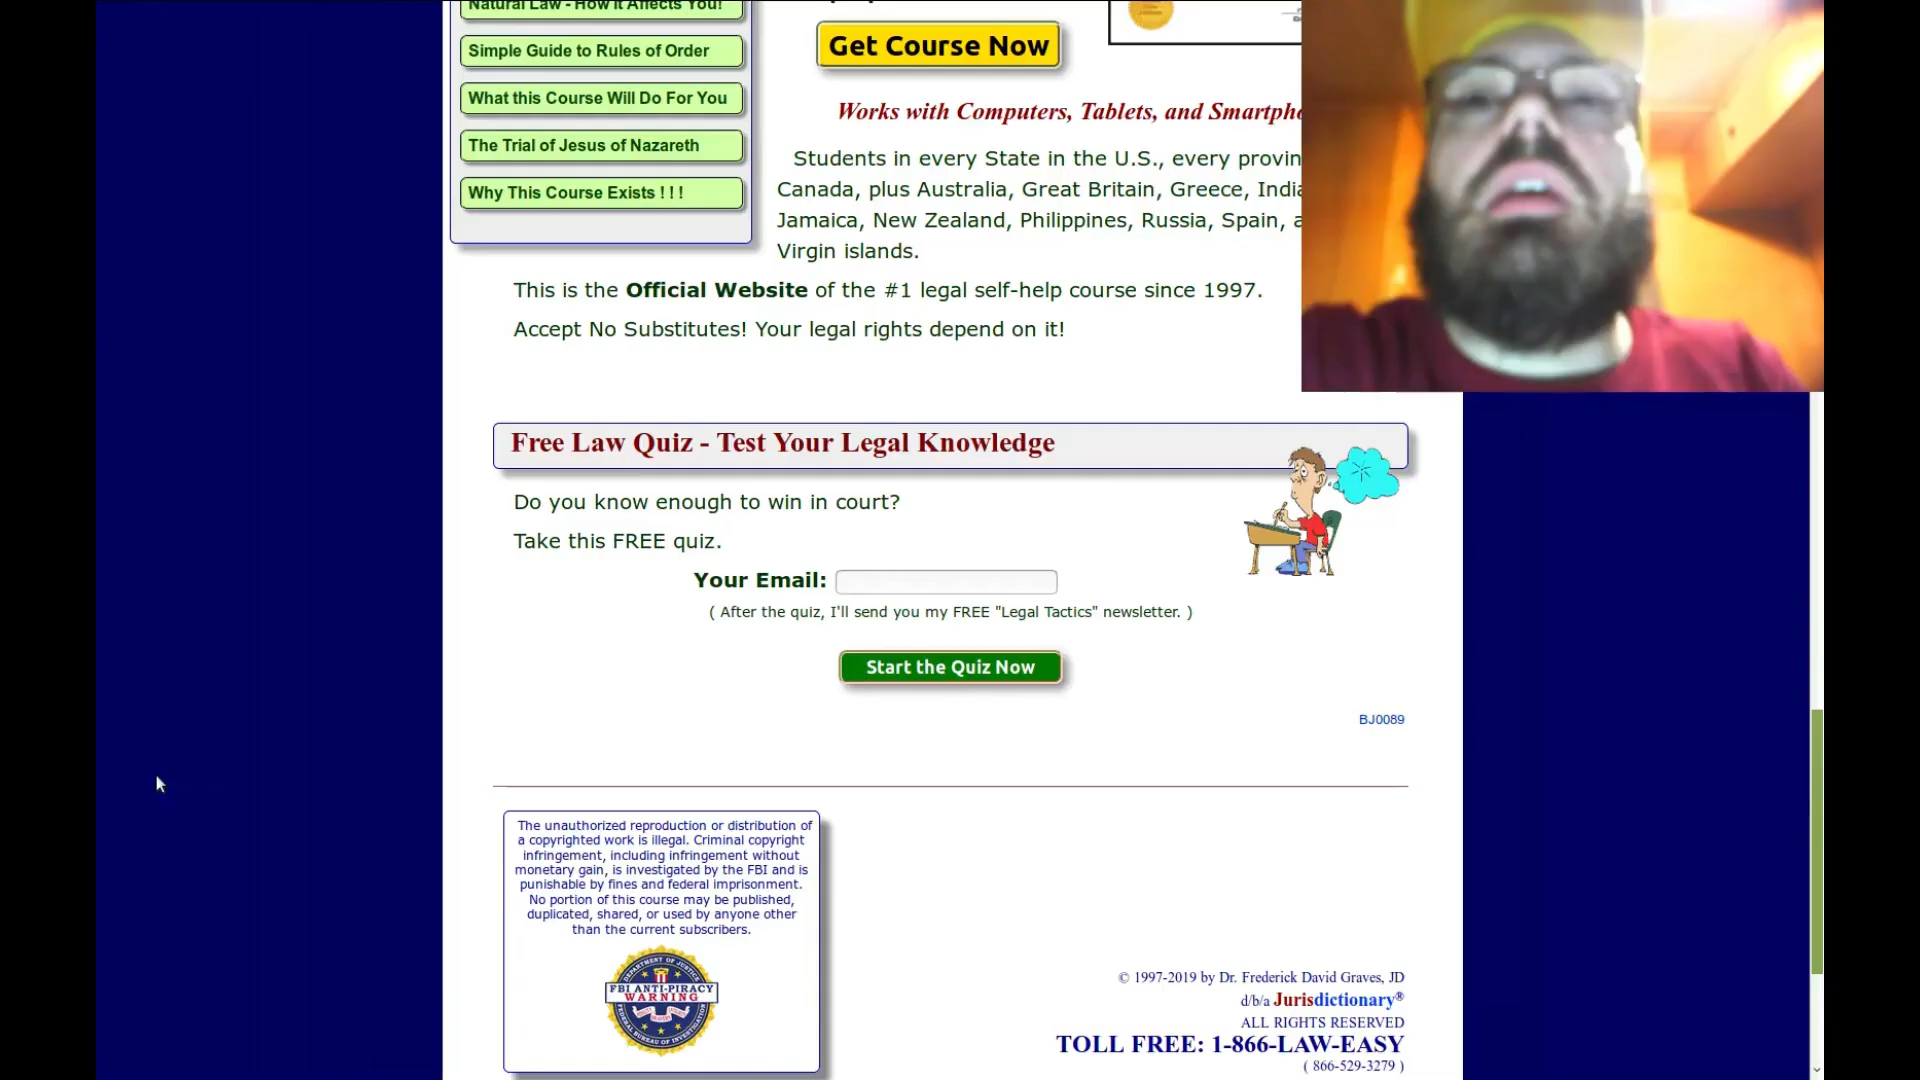 Natural Law - How it Affects You!
Simple Guide to Rules of Order
What this Course Will Do For You
The Trial of Jesus of Nazareth
Why This Course Exists ! ! !
Get Course Now
Works with Computers, Tablets, and
Students in every State in the U.S., every
Canada, plus Australia, Great Britain, Greece,
Jamaica, New Zealand, Philippines, Russia, Spain,
Virgin islands.
This is the Official Website of the #1 legal self-help course since 1997.
Accept No Substitutes! Your legal rights depend on it!
Free Law Quiz - Test Your Legal Knowledge
Do you know enough to win in court?
Take this FREE quiz.
Your Email:
( After the quiz, I'll send you my FREE "Legal Tactics" newsletter. )
Start the Quiz Now
BJ0089
The unauthorized reproduction or distribution of
a copyrighted work is illegal. Criminal copyright
infringement, including infringement without
monetary gain, is investigated by the FBI and is
punishable by fines and federal imprisonment.
No portion of this course may be published,
duplicated, shared, or used by anyone other
than the current subscribers.
DEPARTMENT OF JUSTICE
FBI ANTI-PIRACY
WARNING
FEDERAL BUREAU OF INVESTIGATION
© 1997-2019 by Dr. Frederick David Graves, JD
d/b/a Jurisdictionary®
ALL RIGHTS RESERVED
TOLL FREE: 1-866-LAW-EASY
( 866-529-3279 )